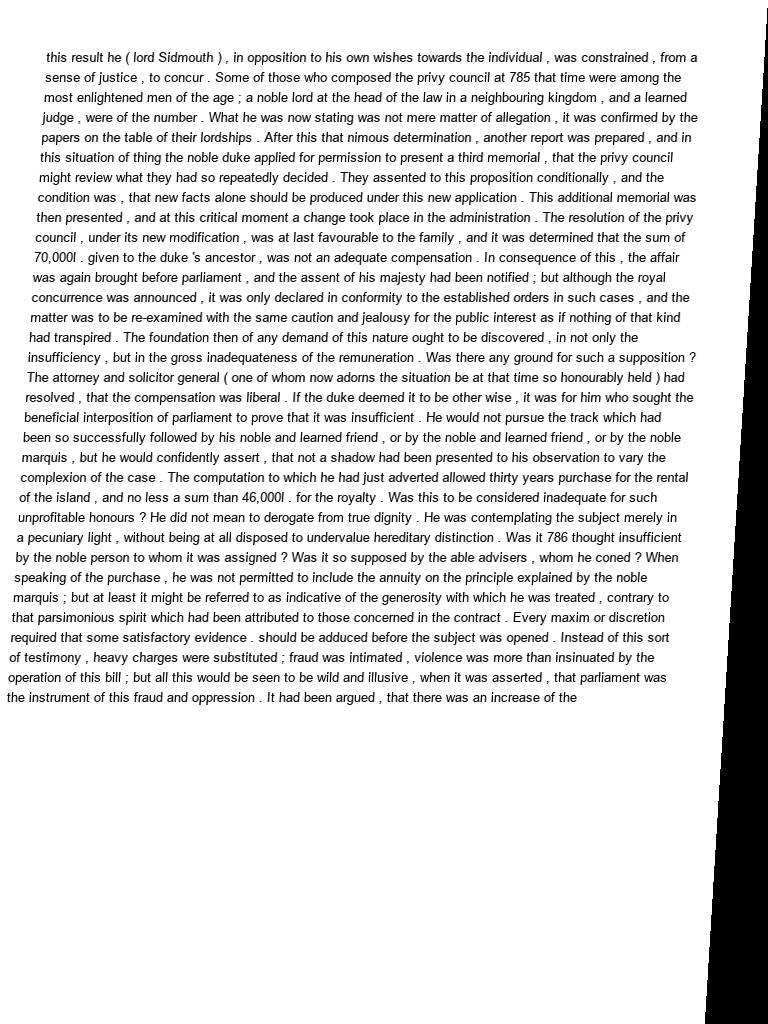 this result he ( lord Sidmouth ) , in opposition to his own wishes towards the individual , was constrained , from a
sense of justice , to concur . Some of those who composed the privy council at 785 that time were among the
most enlightened men of the age ; a noble lord at the head of the law in a neighbouring kingdom , and a learned
judge , were of the number . What he was now stating was not mere matter of allegation , it was confirmed by the
papers on the table of their lordships . After this that nimous determination , another report was prepared , and in
this situation of thing the noble duke applied for permission to present a third memorial , that the privy council
might review what they had so repeatedly decided . They assented to this proposition conditionally , and the
condition was , that new facts alone should be produced under this new application . This additional memorial was
then presented , and at this critical moment a change took place in the administration . The resolution of the privy
council , under its new modification , was at last favourable to the family , and it was determined that the sum of
70,000l . given to the duke 's ancestor , was not an adequate compensation . In consequence of this , the affair
was again brought before parliament , and the assent of his majesty had been notified ; but although the royal
concurrence was announced , it was only declared in conformity to the established orders in such cases , and the
matter was to be re-examined with the same caution and jealousy for the public interest as if nothing of that kind
had transpired . The foundation then of any demand of this nature ought to be discovered , in not only the
insufficiency , but in the gross inadequateness of the remuneration . Was there any ground for such a supposition ?
The attorney and solicitor general ( one of whom now adorns the situation be at that time so honourably held ) had
resolved , that the compensation was liberal . If the duke deemed it to be other wise , it was for him who sought the
beneficial interposition of parliament to prove that it was insufficient . He would not pursue the track which had
been so successfully followed by his noble and learned friend , or by the noble and learned friend , or by the noble
marquis , but he would confidently assert , that not a shadow had been presented to his observation to vary the
complexion of the case . The computation to which he had just adverted allowed thirty years purchase for the rental
of the island , and no less a sum than 46,000l . for the royalty . Was this to be considered inadequate for such
unprofitable honours ? He did not mean to derogate from true dignity . He was contemplating the subject merely in
a pecuniary light , without being at all disposed to undervalue hereditary distinction . Was it 786 thought insufficient
by the noble person to whom it was assigned ? Was it so supposed by the able advisers , whom he coned ? When
speaking of the purchase , he was not permitted to include the annuity on the principle explained by the noble
marquis ; but at least it might be referred to as indicative of the generosity with which he was treated , contrary to
that parsimonious spirit which had been attributed to those concerned in the contract . Every maxim or discretion
required that some satisfactory evidence . should be adduced before the subject was opened . Instead of this sort
of testimony , heavy charges were substituted ; fraud was intimated , violence was more than insinuated by the
operation of this bill ; but all this would be seen to be wild and illusive , when it was asserted , that parliament was
the instrument of this fraud and oppression . It had been argued , that there was an increase of the